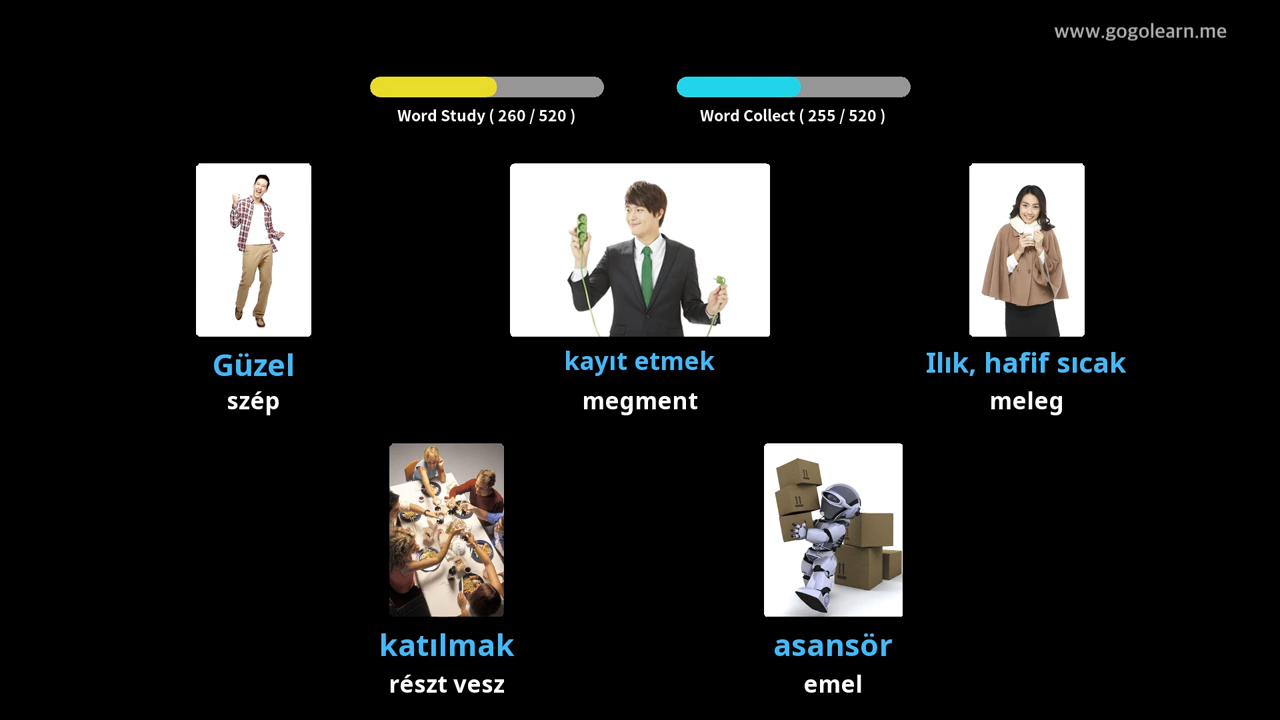 www.gogolearn.me
Word Study ( 260 / 520 )
Word Collect ( 255 / 520 )
Güzel
szép
kayıt etmek
megment
Ilık, hafif sıcak
meleg
katılmak
részt vesz
asansör
emel